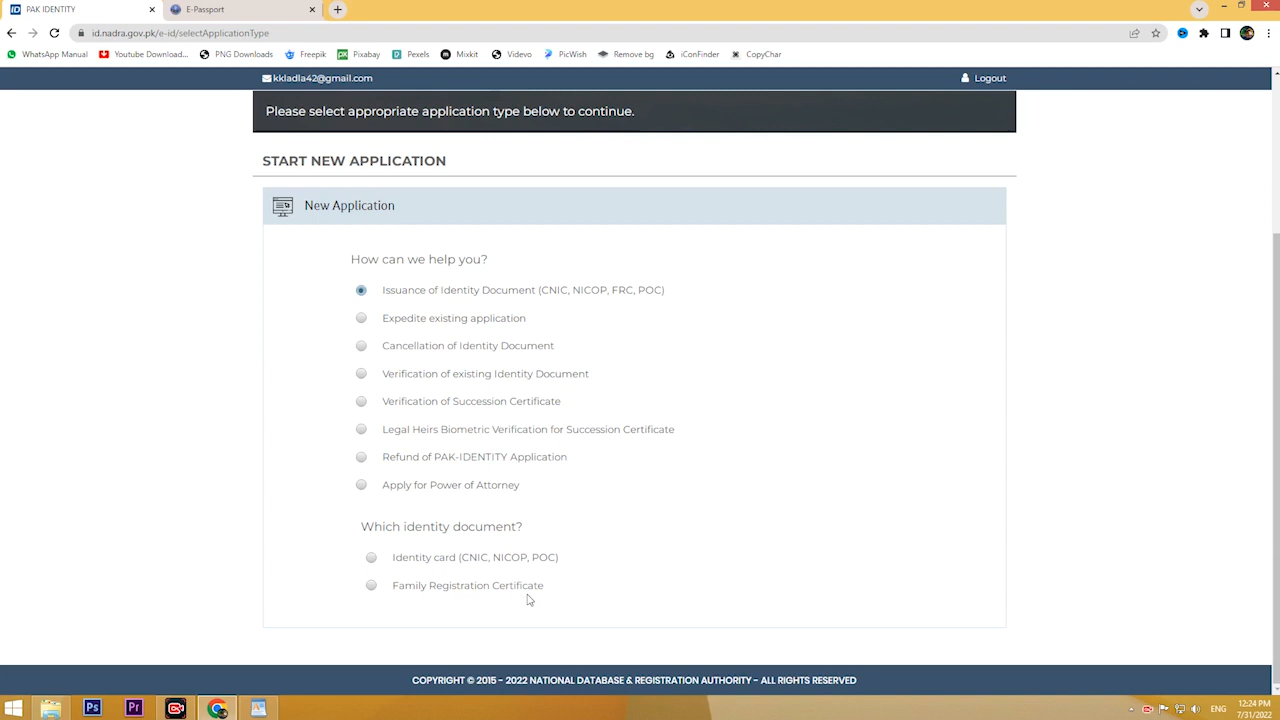 PAK IDENTITY
E-Passport
id.nadra.gov.pk/e-id/selectApplicationType
WhatsApp Manual
Youtube Download...
PNG Downloads
Freepik
Pixabay
Pexels
Mixkit
Videvo
PicWish
Remove bg
iConFinder
CopyChar
kkladla42@gmail.com
Logout
Please select appropriate application type below to continue.
START NEW APPLICATION
New Application
How can we help you?
Issuance of Identity Document (CNIC, NICOP, FRC, POC)
Expedite existing application
Cancellation of Identity Document
Verification of existing Identity Document
Verification of Succession Certificate
Legal Heirs Biometric Verification for Succession Certificate
Refund of PAK-IDENTITY Application
Apply for Power of Attorney
Which identity document?
Identity card (CNIC, NICOP, POC)
Family Registration Certificate
COPYRIGHT © 2015 - 2022 NATIONAL DATABASE & REGISTRATION AUTHORITY – ALL RIGHTS RESERVED
Ps
Pr
ENG
12:24 PM
7/31/2022